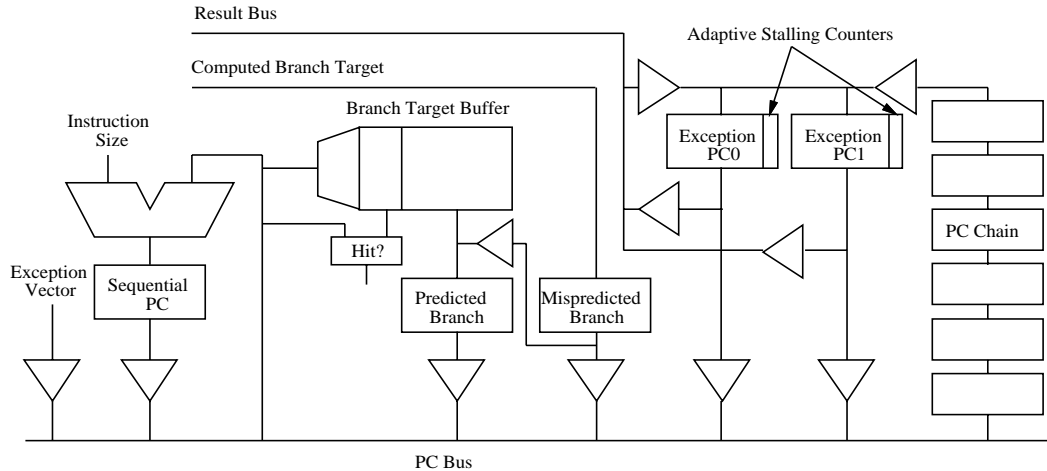 Result Bus
Adaptive Stalling Counters
Computed Branch Target
Branch Target Buffer
Instruction
Size
Exception
PC0
Exception
PC1
PC Chain
Hit?
Exception
Vector
Sequential
PC
Predicted
Branch
Mispredicted
Branch
PC Bus